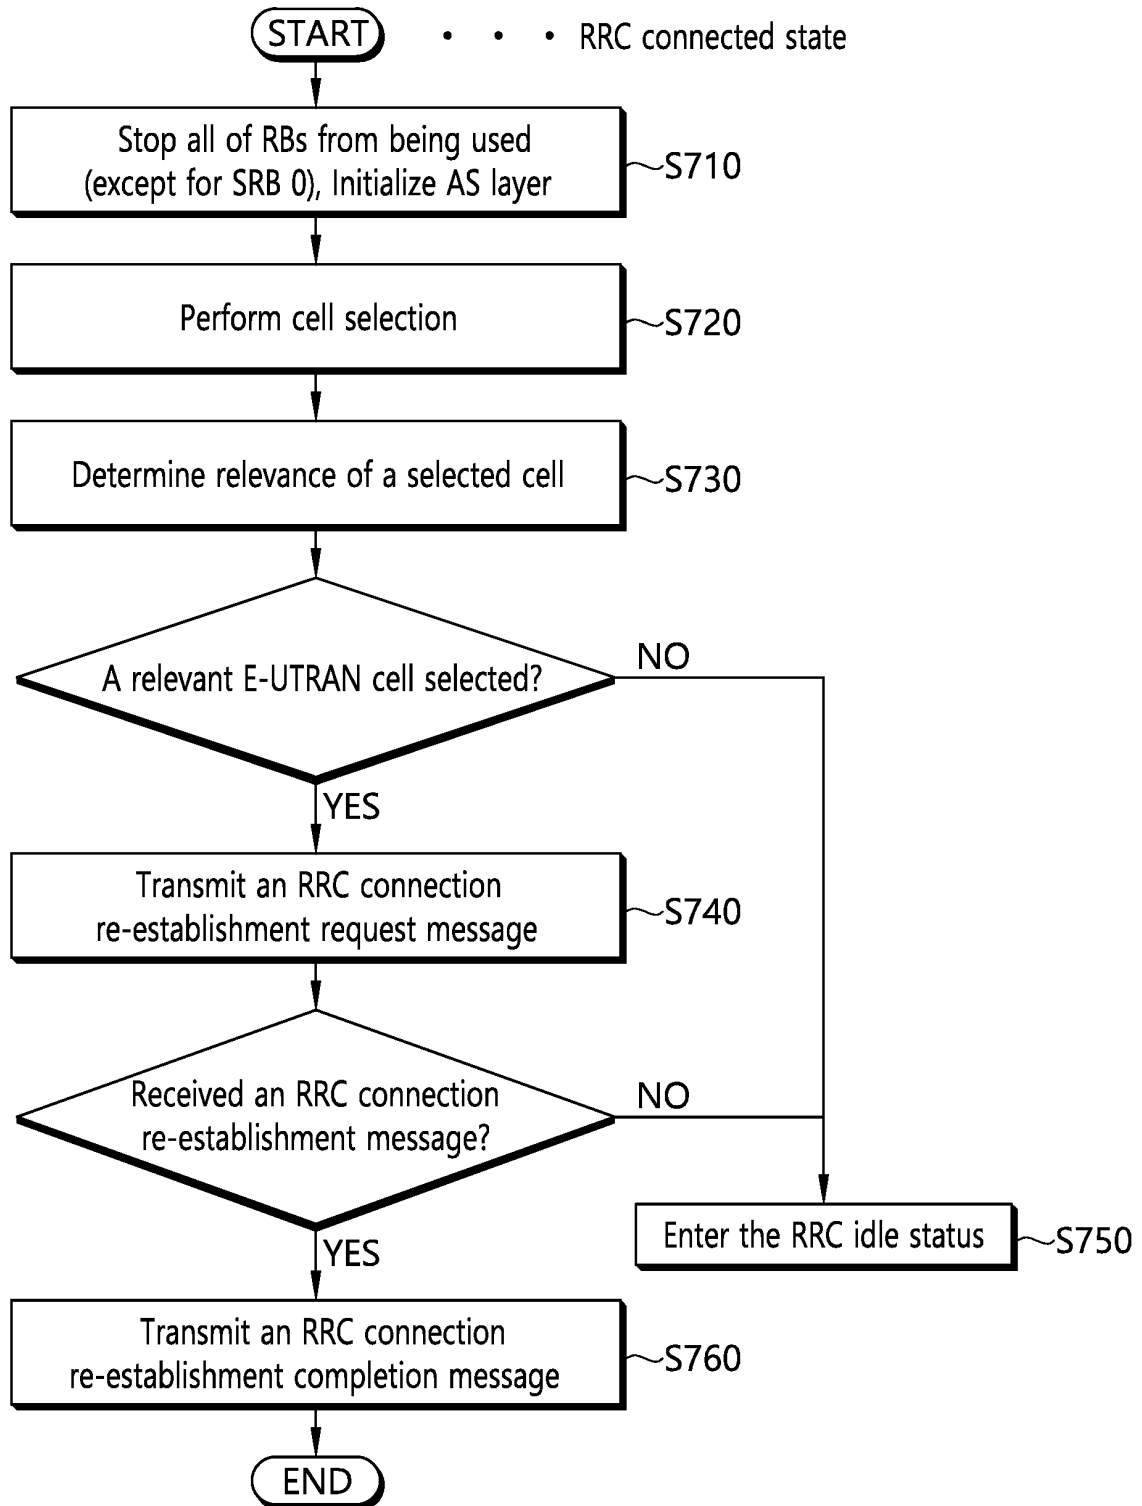 START · · · RRC connected state
Stop all of RBs from being used
(except for SRB 0), Initialize AS layer
S710
Perform cell selection
S720
Determine relevance of a selected cell
S730
A relevant E-UTRAN cell selected?
NO
YES
Transmit an RRC connection
re-establishment request message
S740
Received an RRC connection
re-establishment message?
NO
YES
Enter the RRC idle status
S750
Transmit an RRC connection
re-establishment completion message
S760
END